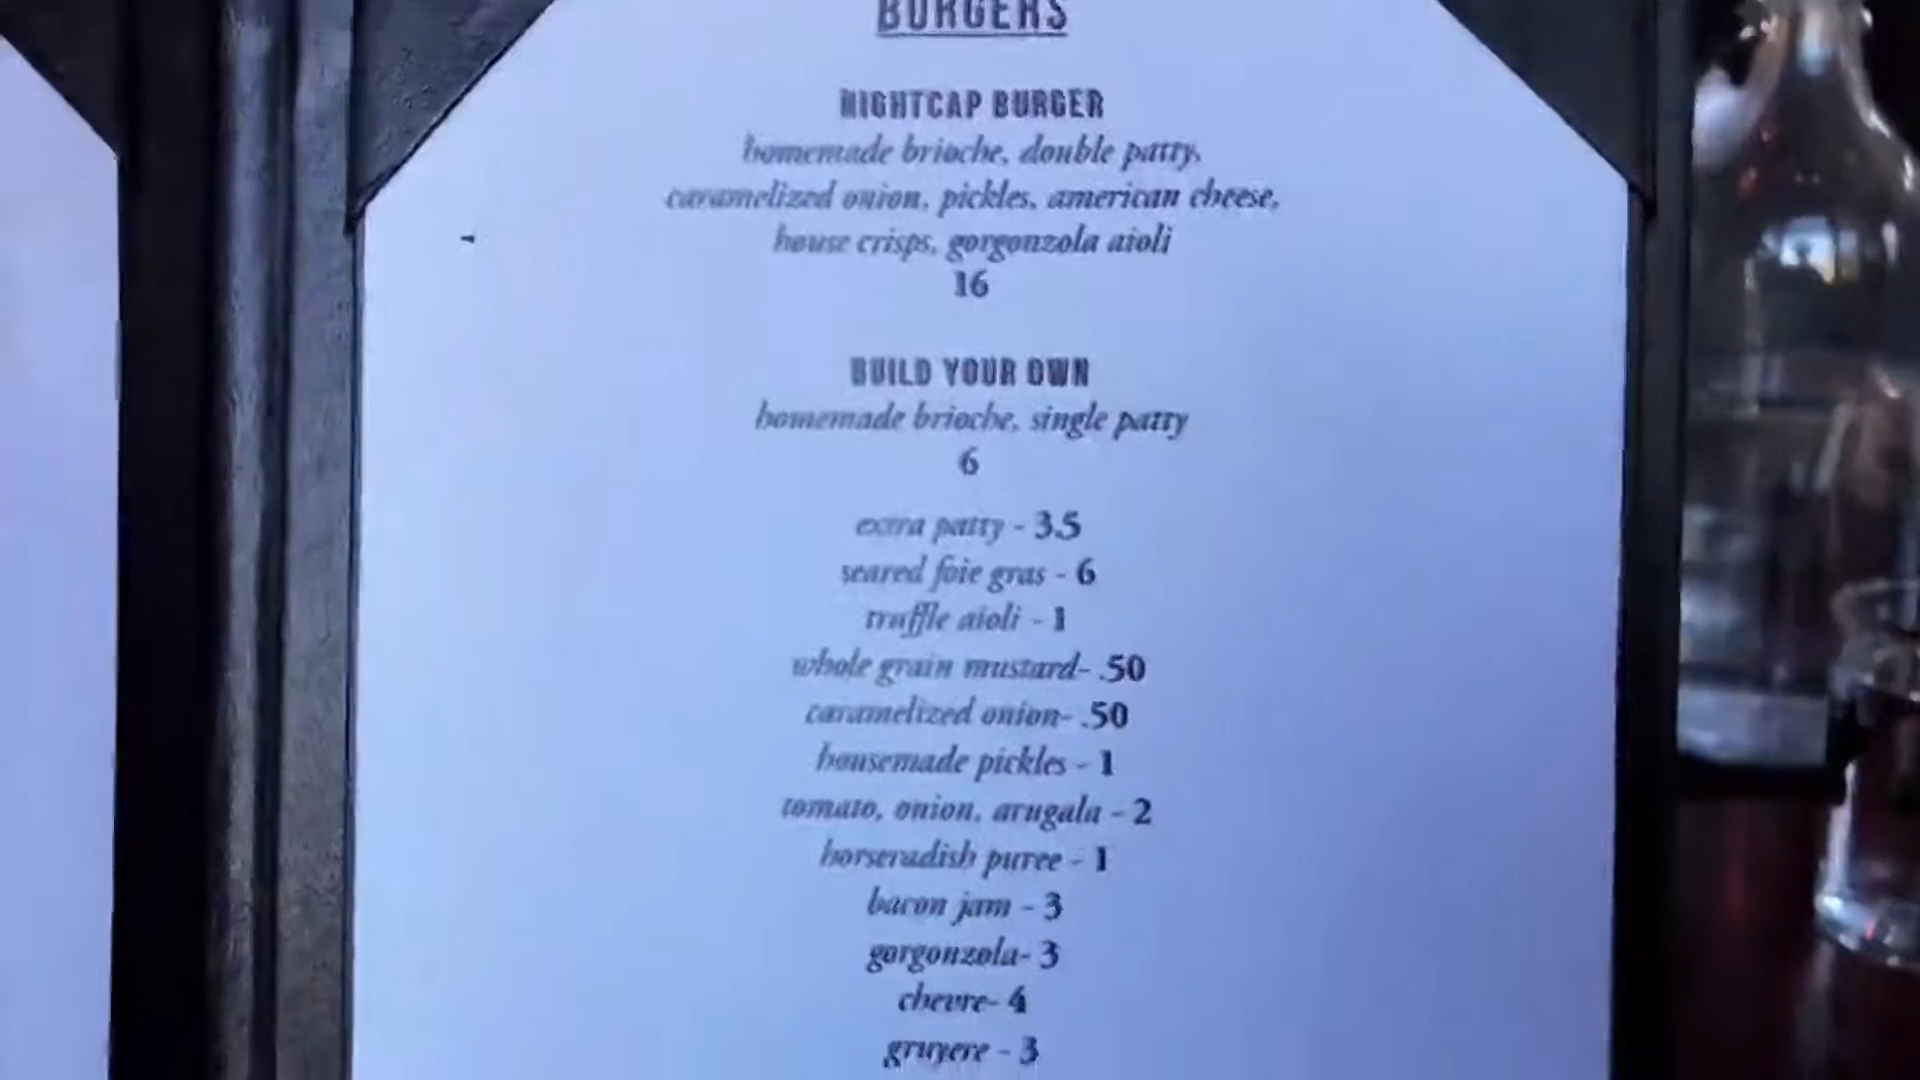 BURGERS
NIGHTCAP BURGER
homemade brioche, double patty,
caramelized onion, pickles, american cheese,
house crisps, gorgonzola aioli
16
BUILD YOUR OWN
homemade brioche, single patty
6
extra patty - 3.5
seared foie gras - 6
truffle aioli - 1
whole grain mustard- .50
caramelized onion- .50
housemade pickles - 1
tomato, onion, arugala - 2
horseradish puree - 1
bacon jam - 3
gorgonzola- 3
chevre- 4
gruyere - 3